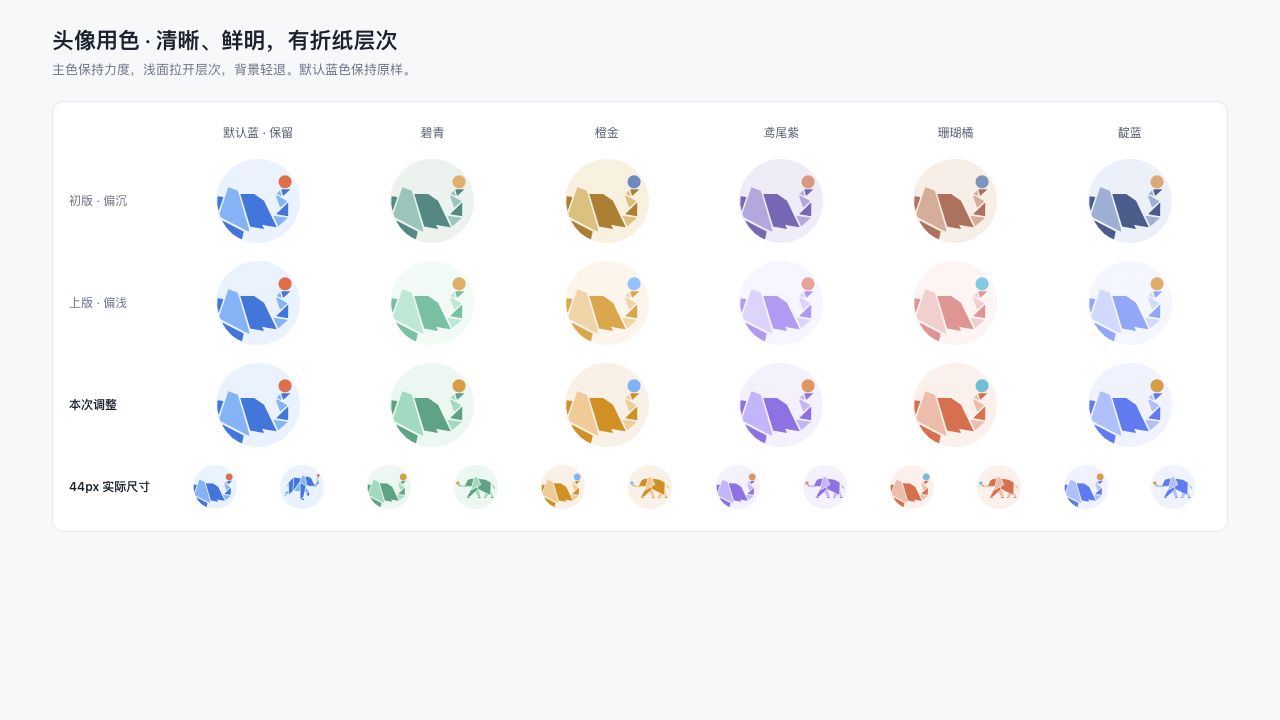 头像用色 · 清晰、鲜明，有折纸层次
主色保持力度，浅面拉开层次，背景轻退。默认蓝色保持原样。
默认蓝 · 保留 碧青 橙金 鸢尾紫 珊瑚橘 靛蓝
初版 · 偏沉
上版 · 偏浅
本次调整
44px 实际尺寸